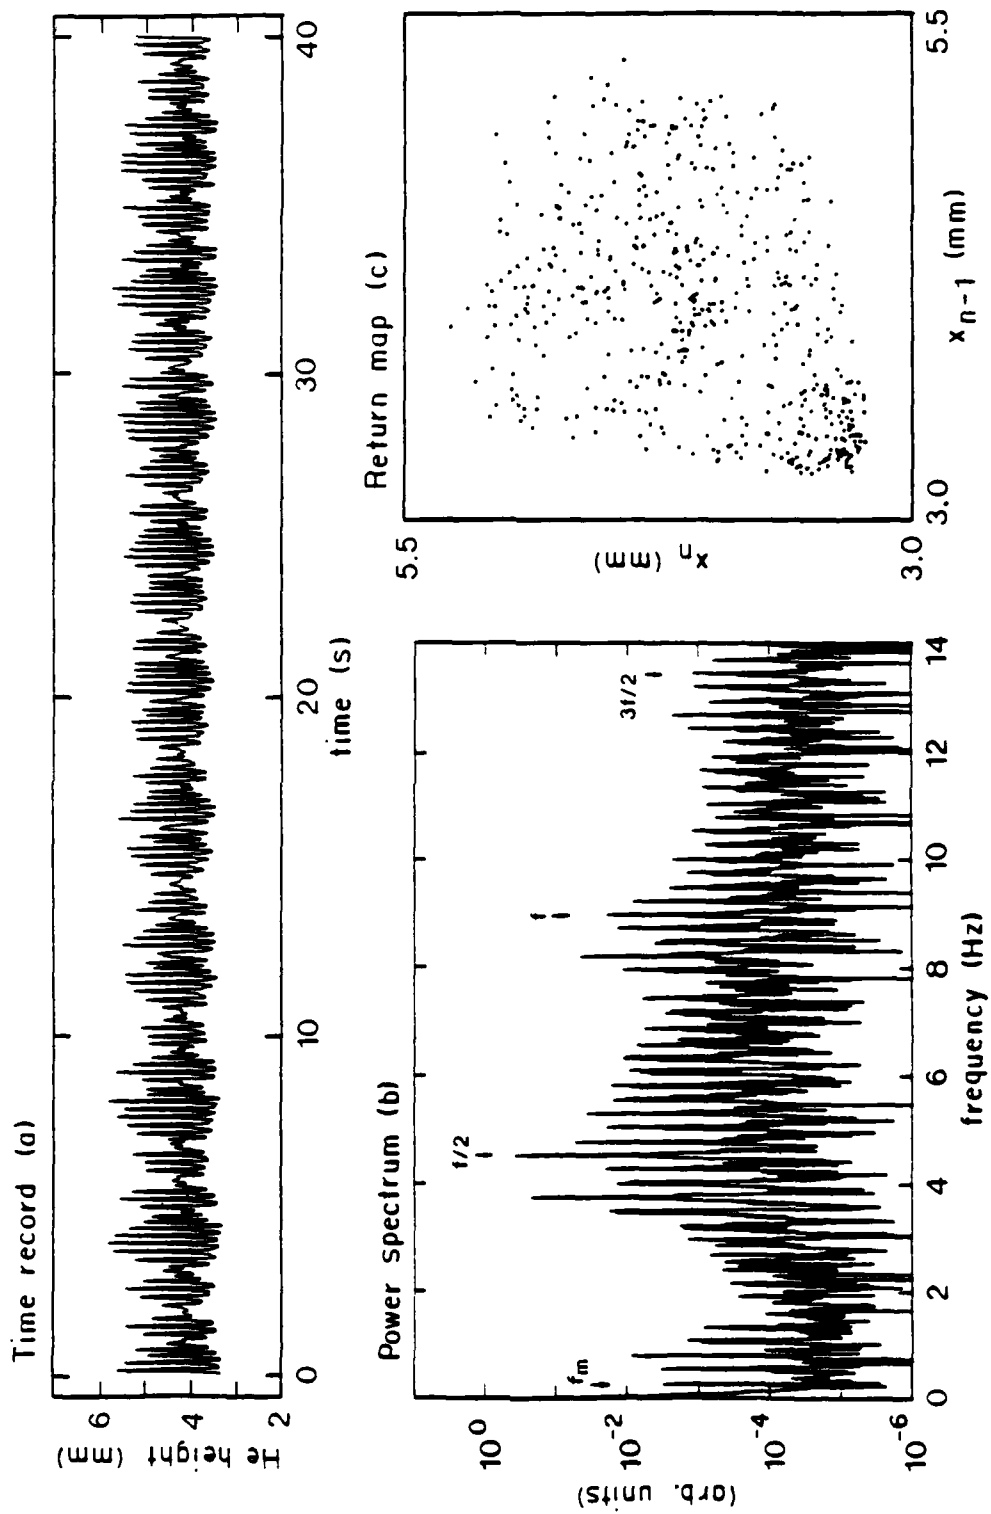 Time record (a)
He height
(mm)
6
4
2
0
10
20
30
40
time (s)
Power spectrum (b)
(arb. units)
10^0
10^-2
10^-4
10^-6
f_m
f/2
f
3f/2
0
2
4
6
8
10
12
14
frequency (Hz)
Return map (c)
x_n (mm)
5.5
3.0
3.0
5.5
x_n-1 (mm)